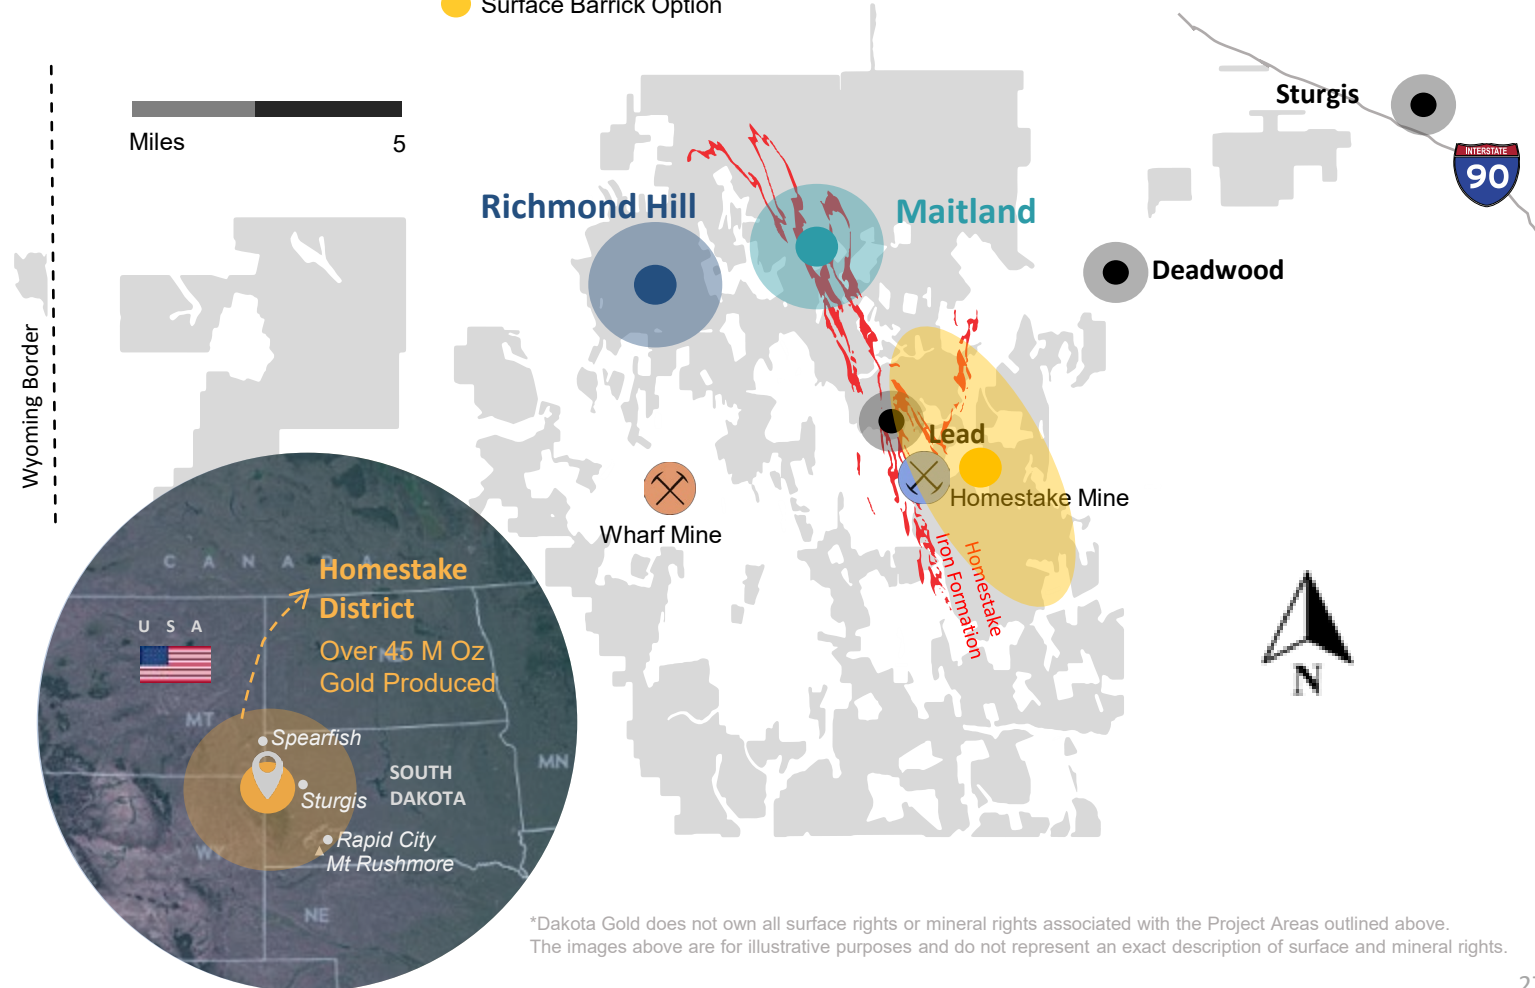 Surface Barrick Option
Miles
5
Sturgis
INTERSTATE
90
Richmond Hill
Maitland
Deadwood
Wyoming Border
Lead
Homestake Mine
Wharf Mine
Homestake
Iron Formation
CANADA
Homestake
District
Over 45 M Oz
Gold Produced
USA
ND
MT
Spearfish
SOUTH
DAKOTA
MN
Sturgis
Rapid City
Mt Rushmore
WY
NE
N
*Dakota Gold does not own all surface rights or mineral rights associated with the Project Areas outlined above.
The images above are for illustrative purposes and do not represent an exact description of surface and mineral rights.